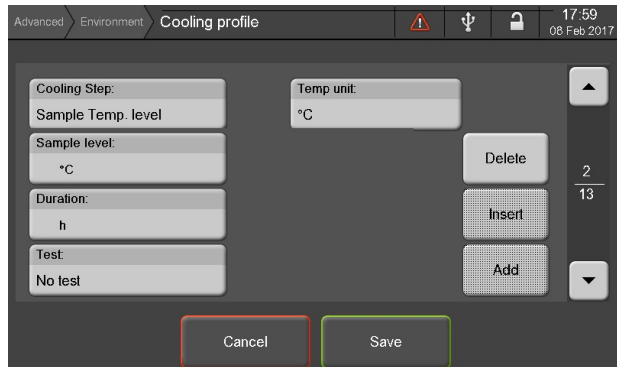 Advanced Environment Cooling profile 17:59
08 Feb 2017
Cooling Step:
Sample Temp. level
Temp unit:
°C
Sample level:
°C
Duration:
h
Test:
No test
Delete
Insert
Add
2
13
Cancel
Save